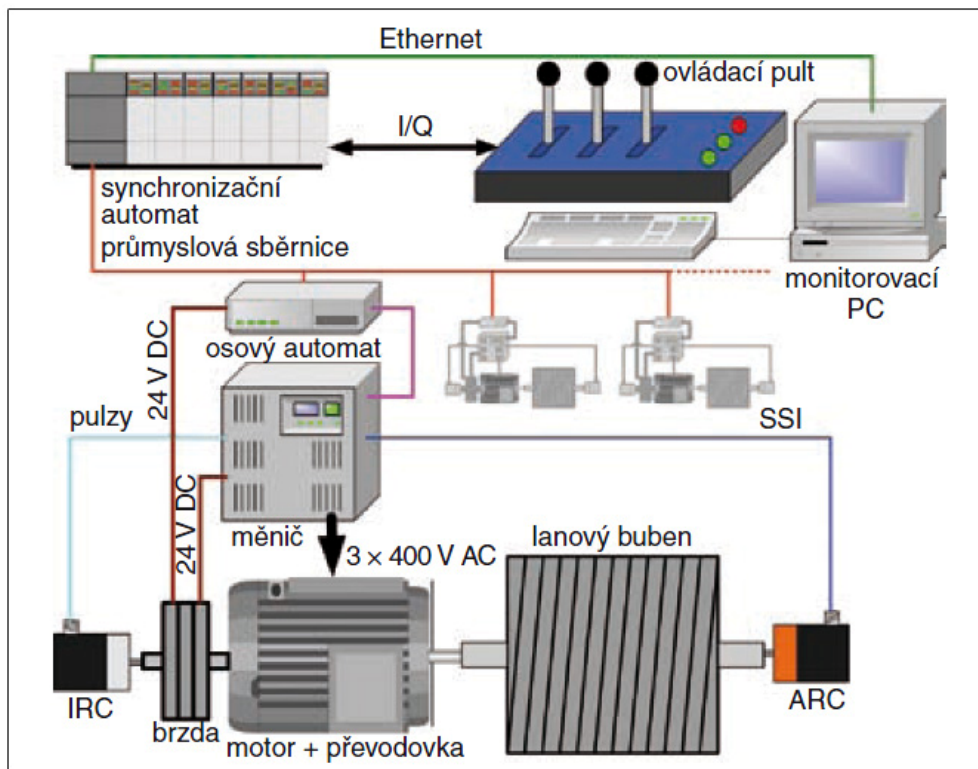 Ethernet
ovládací pult
I/Q
synchronizační
automat
průmyslová sběrnice
monitorovací
PC
osový automat
24 V DC
pulzy
SSI
24 V DC
měnič
3 × 400 V AC
lanový buben
IRC
brzda
motor + převodovka
ARC